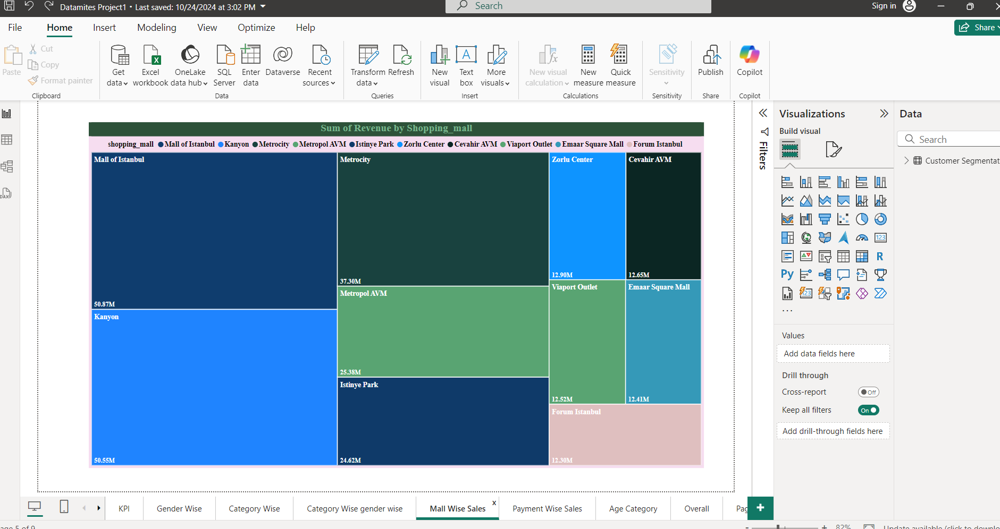 Datamites Project1 • Last saved: 10/24/2024 at 3:02 PM
Search
Sign in
File Home Insert Modeling View Optimize Help
Share
Paste
Cut
Copy
Format painter
Clipboard
Get data
Excel workbook
OneLake data hub
SQL Server
Enter data
Dataverse
Recent sources
Data
Transform data
Refresh
Queries
New visual
Text box
More visuals
Insert
New visual calculation
New measure
Quick measure
Calculations
Sensitivity
Sensitivity
Publish
Share
Copilot
Copilot
Sum of Revenue by Shopping_mall
shopping_mall Mall of Istanbul Kanyon Metrocity Metropol AVM Istinye Park Zorlu Center Cevahir AVM Viaport Outlet Emaar Square Mall Forum Istanbul
Mall of Istanbul
50.87M
Kanyon
50.55M
Metrocity
37.30M
Metropol AVM
25.38M
Istinye Park
24.62M
Zorlu Center
12.90M
Cevahir AVM
12.65M
Viaport Outlet
12.52M
Emaar Square Mall
12.41M
Forum Istanbul
12.30M
Filters
Visualizations
Build visual
123
R
Py
123
Values
Add data fields here
Drill through
Cross-report
Off
Keep all filters
On
Add drill-through fields here
Data
Search
Customer Segmentat
DAX
KPI
Gender Wise
Category Wise
Category Wise gender wise
Mall Wise Sales
x
Payment Wise Sales
Age Category
Overall
Pag
+
age 5 of 9
- + 82%
Update available (click to downlo